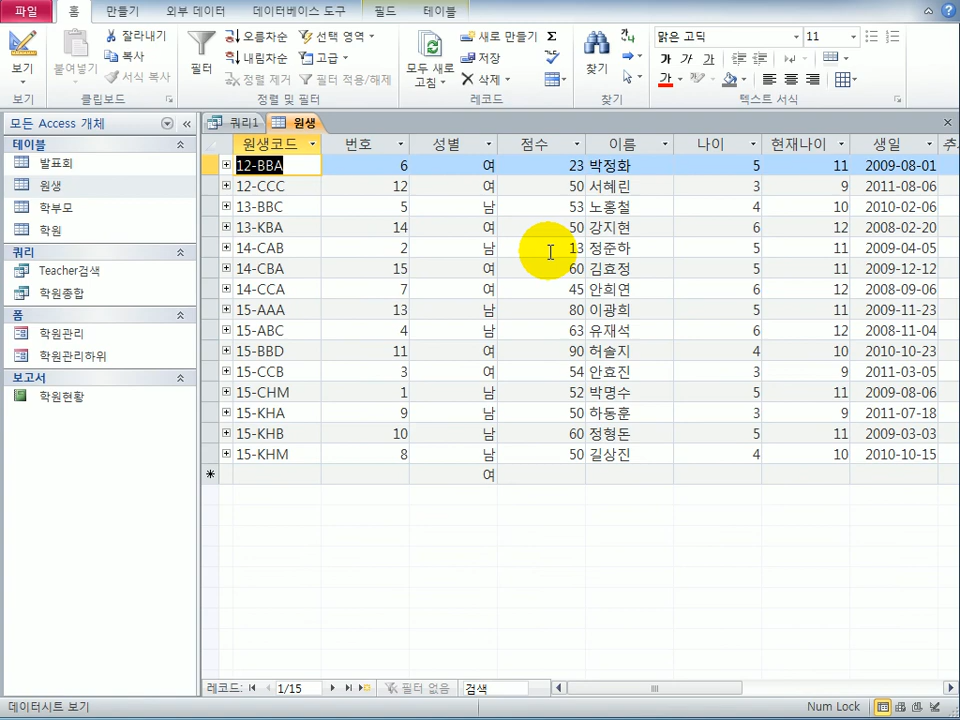 파일 홈 만들기 외부 데이터 데이터베이스 도구 필드 테이블
보기 붙여넣기 잘라내기 복사 서식 복사
필터 오름차순 내림차순 정렬 제거 선택 영역 고급 필터 적용/해제
모두 새로 고침 새로 만들기 저장 삭제 Σ
찾기 맑은 고딕 11
가 가 가 가
보기 클립보드 정렬 및 필터 레코드 찾기 텍스트 서식
모든 Access 개체
테이블
발표회
원생
학부모
학원
쿼리
Teacher검색
학원종합
폼
학원관리
학원관리하위
보고서
학원현황
쿼리1 원생
원생코드 번호 성별 점수 이름 나이 현재나이 생일 추
12-BBA 6 여 23 박정화 5 11 2009-08-01
12-CCC 12 여 50 서혜린 3 9 2011-08-06
13-BBC 5 남 53 노홍철 4 10 2010-02-06
13-KBA 14 여 50 강지현 6 12 2008-02-20
14-CAB 2 남 13 정준하 5 11 2009-04-05
14-CBA 15 여 60 김효정 5 11 2009-12-12
14-CCA 7 여 45 안희연 6 12 2008-09-06
15-AAA 13 남 80 이광희 5 11 2009-11-23
15-ABC 4 남 63 유재석 6 12 2008-11-04
15-BBD 11 여 90 허솔지 4 10 2010-10-23
15-CCB 3 여 54 안효진 3 9 2011-03-05
15-CHM 1 남 52 박명수 5 11 2009-08-06
15-KHA 9 남 50 하동훈 3 9 2011-07-18
15-KHB 10 남 60 정형돈 5 11 2009-03-03
15-KHM 8 남 50 길상진 4 10 2010-10-15
여
레코드: 1/15 필터 없음 검색
데이터시트 보기 Num Lock